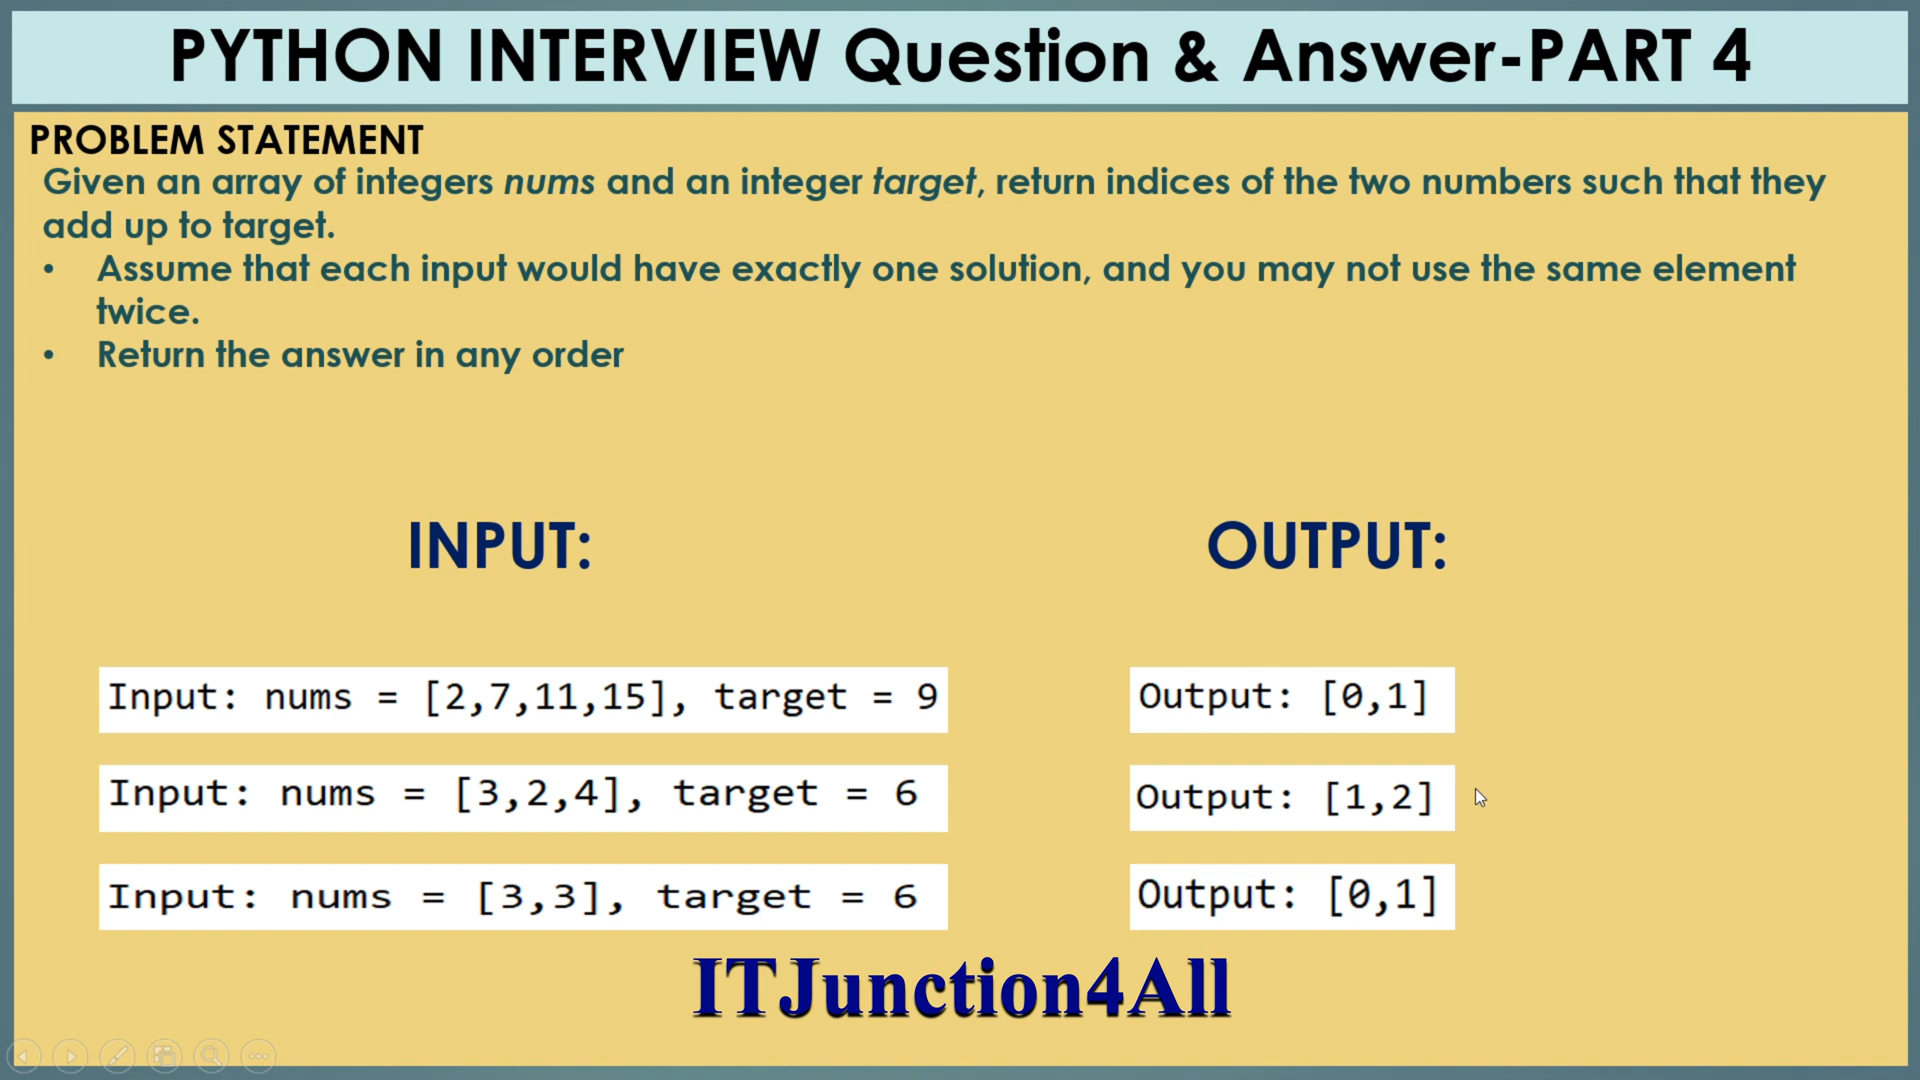 PYTHON INTERVIEW Question & Answer-PART 4
PROBLEM STATEMENT
Given an array of integers nums and an integer target, return indices of the two numbers such that they
add up to target.
• Assume that each input would have exactly one solution, and you may not use the same element
twice.
• Return the answer in any order
INPUT:
OUTPUT:
Input: nums = [2,7,11,15], target = 9
Output: [0,1]
Input: nums = [3,2,4], target = 6
Output: [1,2]
Input: nums = [3,3], target = 6
Output: [0,1]
ITJunction4All